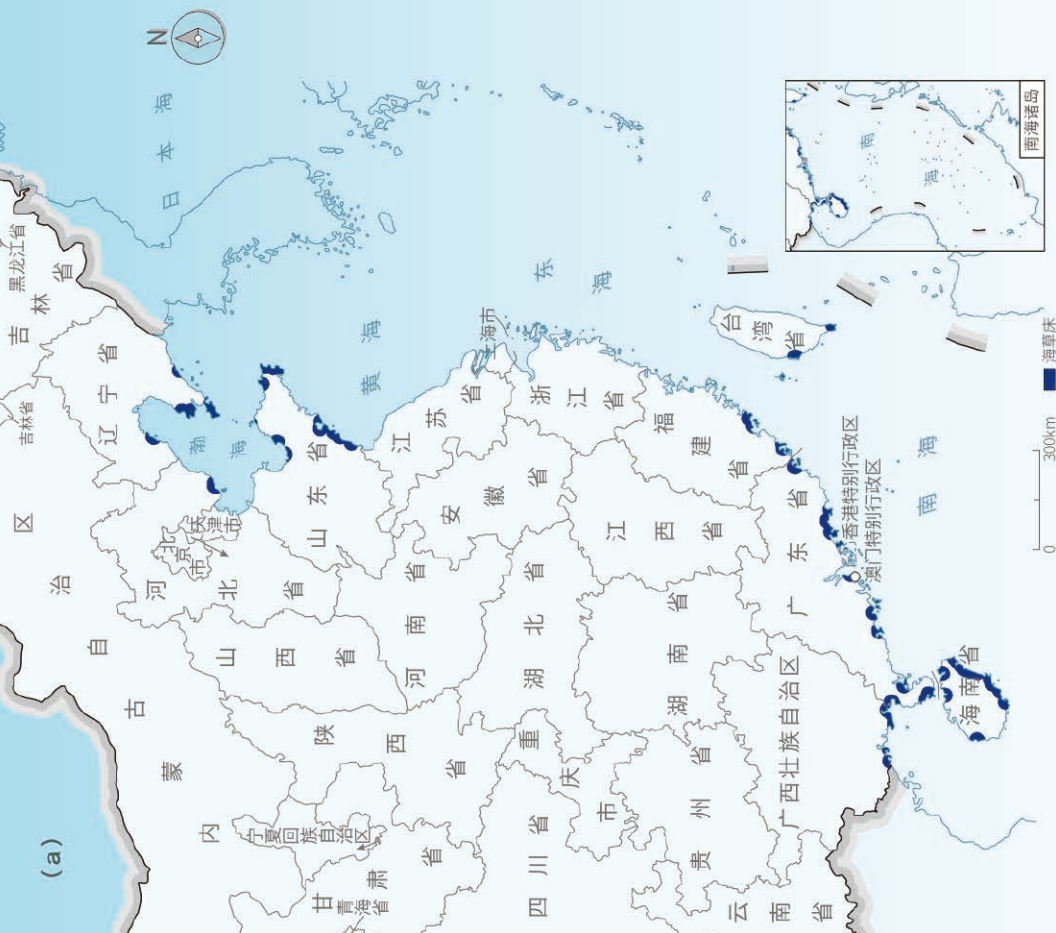 (a)
N
日本海
黑龙江省
吉林省
吉林省
辽宁省
内蒙古自治区
北京市
天津市
河北省
渤海
山东省
黄海
山西省
陕西省
宁夏回族自治区
甘肃省
青海省
河南省
江苏省
上海市
安徽省
湖北省
浙江省
东海
重庆市
四川省
江西省
湖南省
贵州省
福建省
台湾省
云南省
广西壮族自治区
广东省
香港特别行政区
澳门特别行政区
海南省
南海
南海
南海诸岛
0
300km
海草床